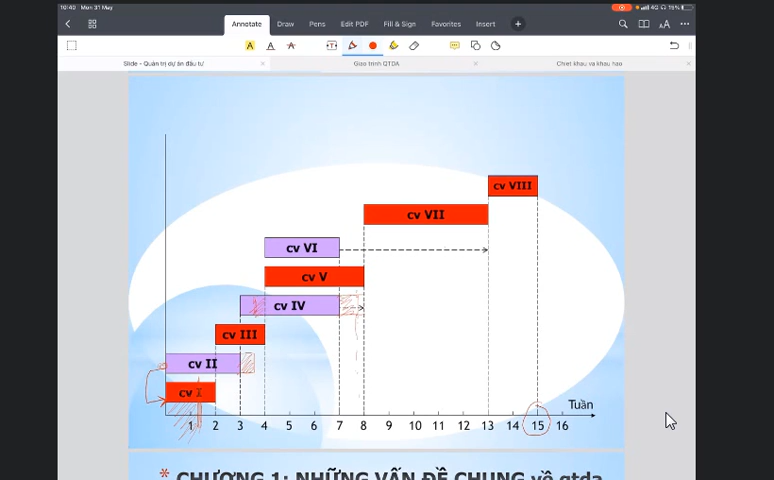 10:40 Mon 31 May
15%
Annotate Draw Pens Edit PDF Fill & Sign Favorites Insert
Slide - Quản trị dự án đầu tư
Giao trình QTDA
Chiet khau va khau hao
cv VIII
cv VII
cv VI
cv V
cv IV
cv III
cv II
cv I
Tuần
1 2 3 4 5 6 7 8 9 10 11 12 13 14 15 16
* CHƯƠNG 1: NHỮNG VẤN ĐỀ CHUNG về qtda